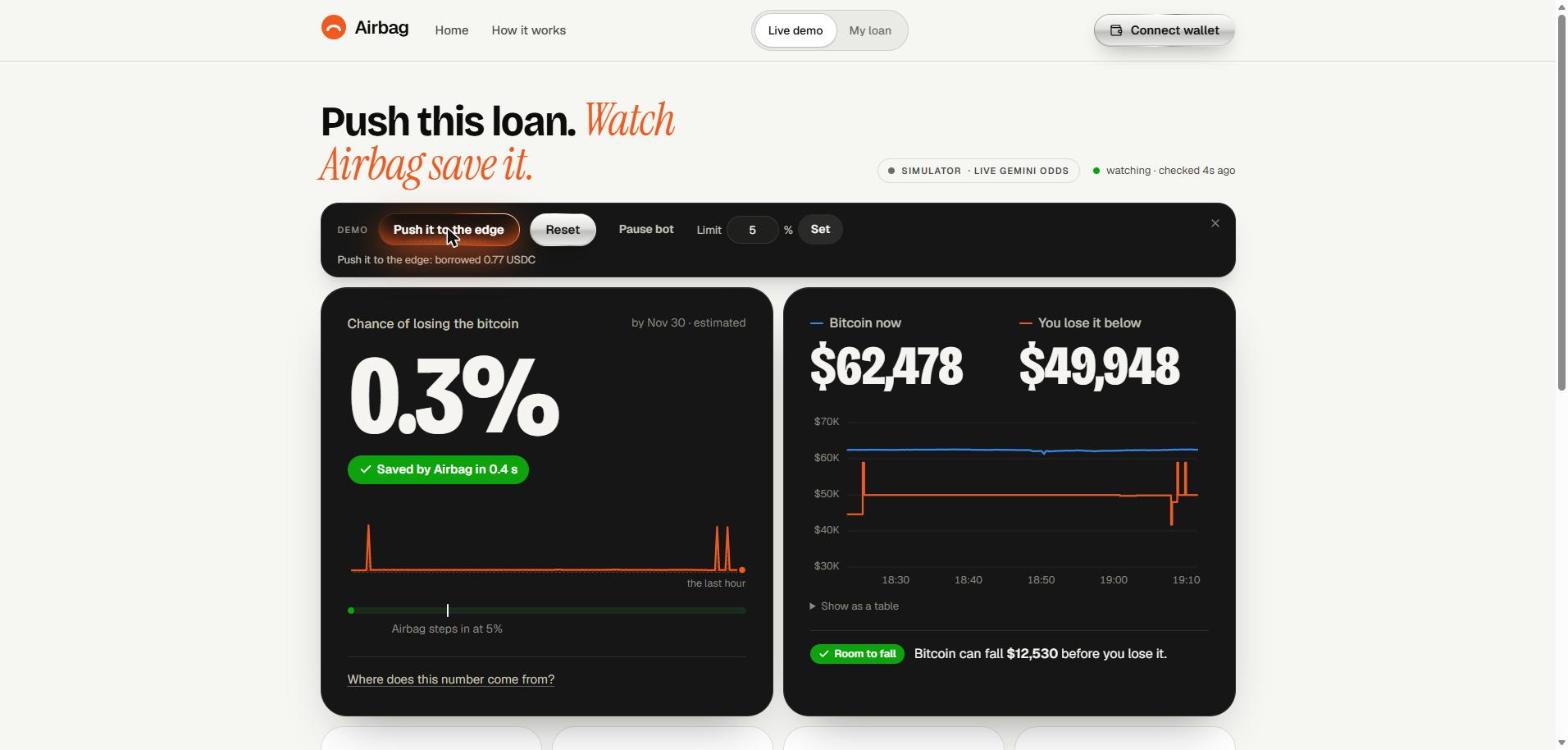 Airbag
Home
How it works
Live demo
My loan
Connect wallet
Push this loan. Watch
Airbag save it.
SIMULATOR · LIVE GEMINI ODDS
watching · checked 4s ago
DEMO
Push it to the edge
Reset
Pause bot
Limit
5
%
Set
Push it to the edge: borrowed 0.77 USDC
Chance of losing the bitcoin
by Nov 30 · estimated
0.3%
Saved by Airbag in 0.4 s
the last hour
Airbag steps in at 5%
Where does this number come from?
Bitcoin now
You lose it below
$62,478
$49,948
$70K
$60K
$50K
$40K
$30K
18:30
18:40
18:50
19:00
19:10
Show as a table
Room to fall
Bitcoin can fall $12,530 before you lose it.